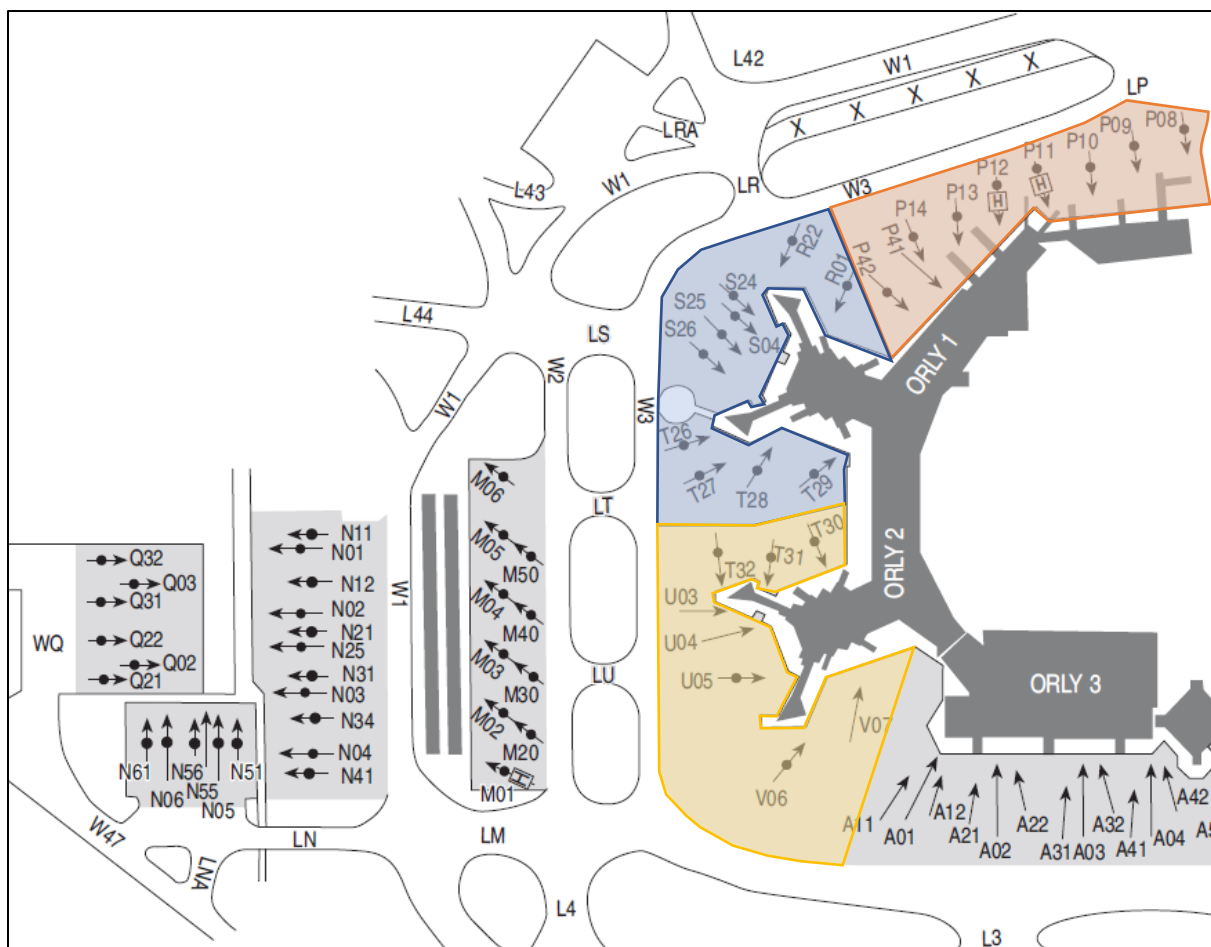 L42
W1
X
X
X
X
X
LP
LRA
P08
P09
P10
P11
P12
H
H
P13
P14
P41
P42
L43
W1
LR
W3
R22
R01
S24
S25
S26
S04
L44
LS
W2
W1
W3
ORLY 1
T26
T27
T28
T29
M06
LT
T30
T31
T32
ORLY 2
N11
N01
N12
N02
N21
N25
N31
N03
N34
N04
N41
W1
M05
M50
M04
M40
M03
M30
M02
M20
M01
H
Q32
Q03
Q31
Q22
Q02
Q21
WQ
U03
U04
U05
LU
ORLY 3
V07
V06
N61
N06
N56
N55
N05
N51
A11
A01
A12
A21
A02
A22
A31
A03
A32
A41
A04
A42
A5
W47
LN
LM
LNA
L4
L3